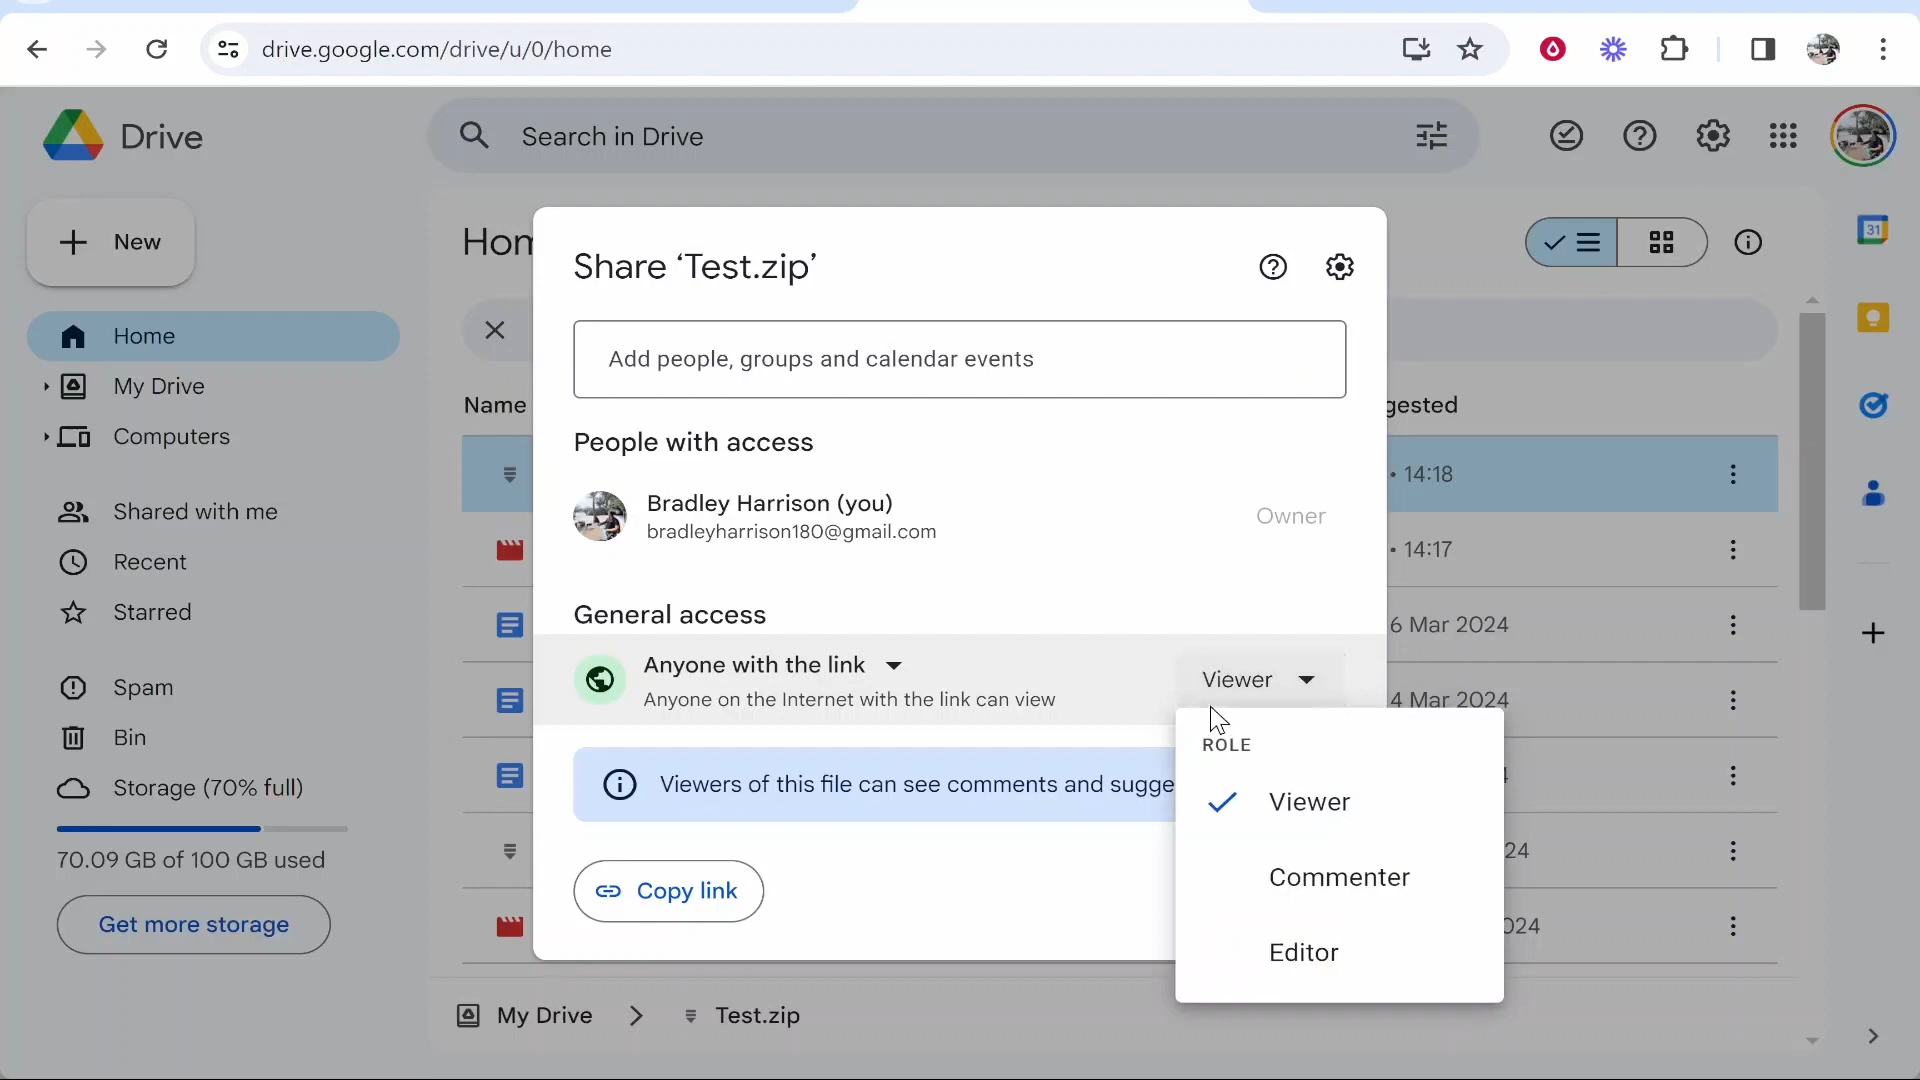 drive.google.com/drive/u/0/home
Drive
Search in Drive
New
Home
My Drive
Computers
Shared with me
Recent
Starred
Spam
Bin
Storage (70% full)
70.09 GB of 100 GB used
Get more storage
Hom
Name
gested
• 14:18
• 14:17
6 Mar 2024
4 Mar 2024
4
24
024
Share ‘Test.zip’
Add people, groups and calendar events
People with access
Bradley Harrison (you)
bradleyharrison180@gmail.com
Owner
General access
Anyone with the link
Anyone on the Internet with the link can view
Viewer
Viewers of this file can see comments and sugge
Copy link
ROLE
Viewer
Commenter
Editor
My Drive
Test.zip
31